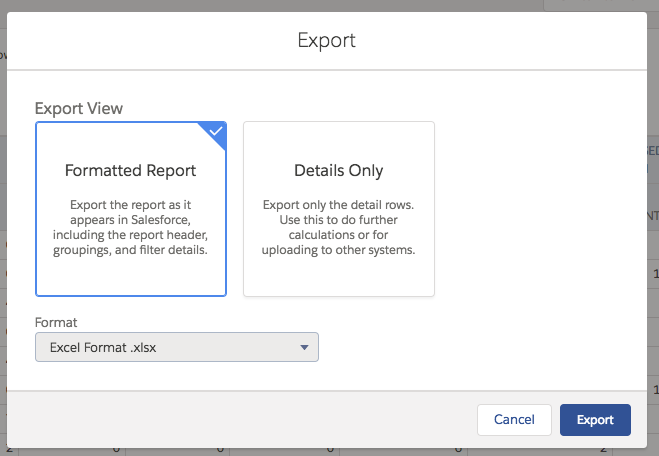 Export
Export View
Formatted Report
Export the report as it
appears in Salesforce,
including the report header,
groupings, and filter details.
Details Only
Export only the detail rows.
Use this to do further
calculations or for
uploading to other systems.
Format
Excel Format .xlsx
Cancel
Export